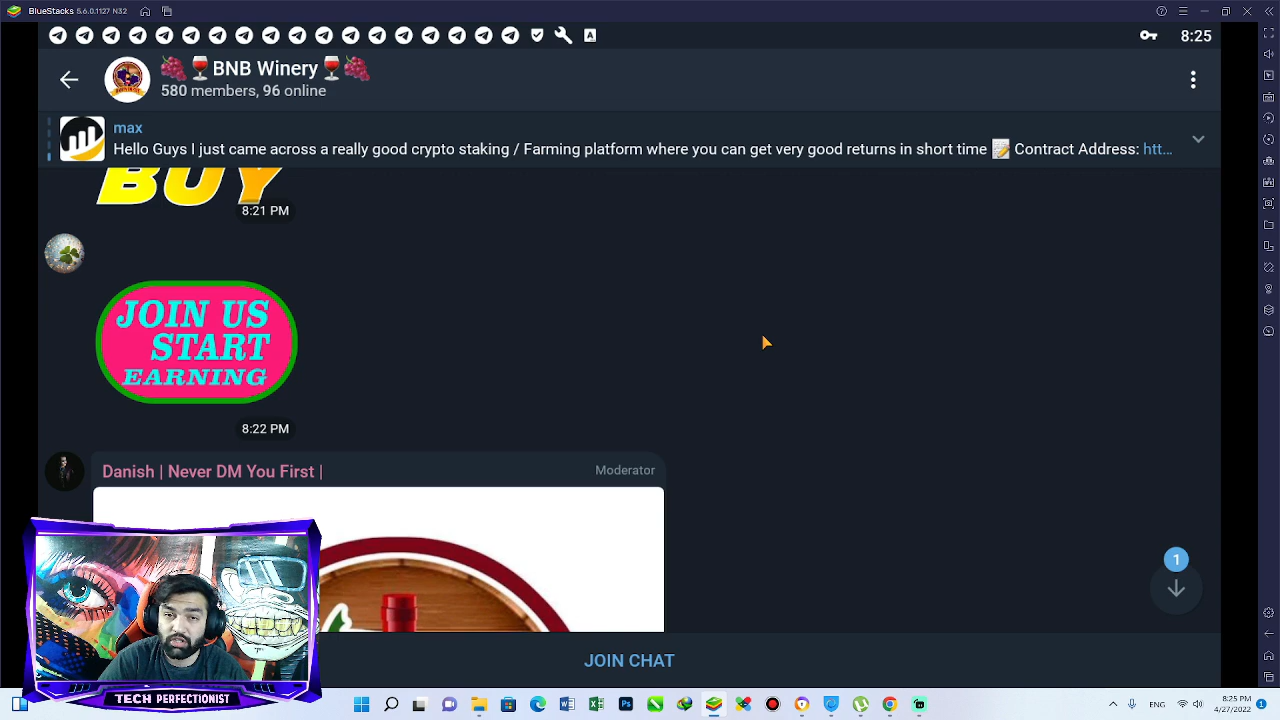 BlueStacks 5.6.0.1127 N32
8:25
🍇🍷BNB Winery🍷🍇
580 members, 96 online
max
Hello Guys I just came across a really good crypto staking / Farming platform where you can get very good returns in short time 📝 Contract Address: htt...
BUY
8:21 PM
JOIN US
START
EARNING
8:22 PM
Danish | Never DM You First |
Moderator
1
JOIN CHAT
TECH PERFECTIONIST
ENG
8:25 PM